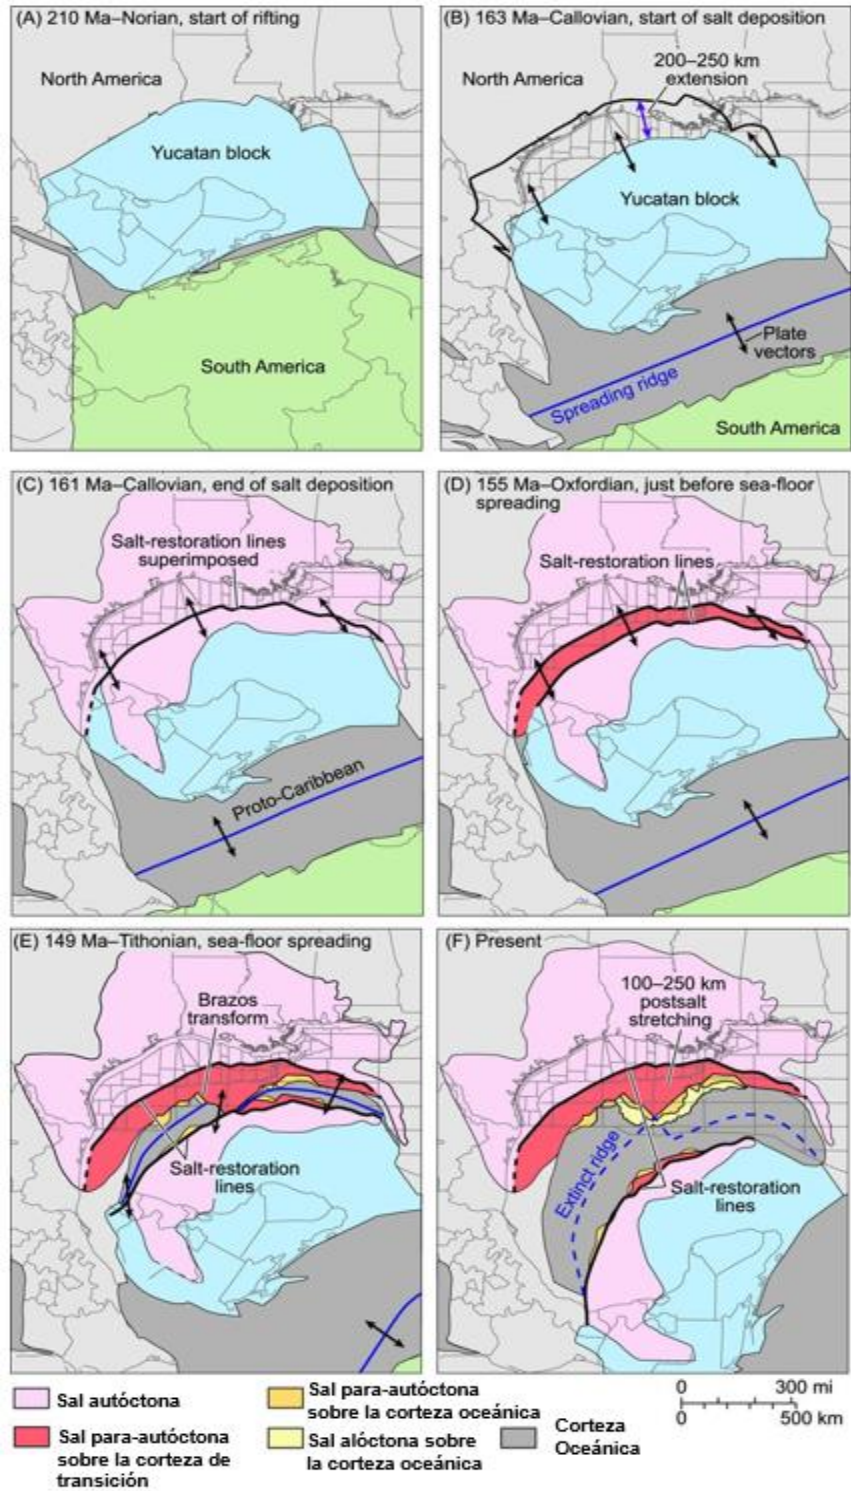 (A) 210 Ma–Norian, start of rifting
North America
Yucatan block
South America
(B) 163 Ma–Callovian, start of salt deposition
200–250 km
extension
North America
Yucatan block
Plate
vectors
Spreading ridge
South America
(C) 161 Ma–Callovian, end of salt deposition
Salt-restoration lines
superimposed
Proto-Caribbean
(D) 155 Ma–Oxfordian, just before sea-floor
spreading
Salt-restoration lines
(E) 149 Ma–Tithonian, sea-floor spreading
Brazos
transform
Salt-restoration
lines
(F) Present
100–250 km
postsalt
stretching
Extinct ridge
Salt-restoration
lines
Sal autóctona
Sal para-autóctona
sobre la corteza de
transición
Sal para-autóctona
sobre la corteza oceánica
Sal alóctona sobre
la corteza oceánica
Corteza
Oceánica
0 300 mi
0 500 km